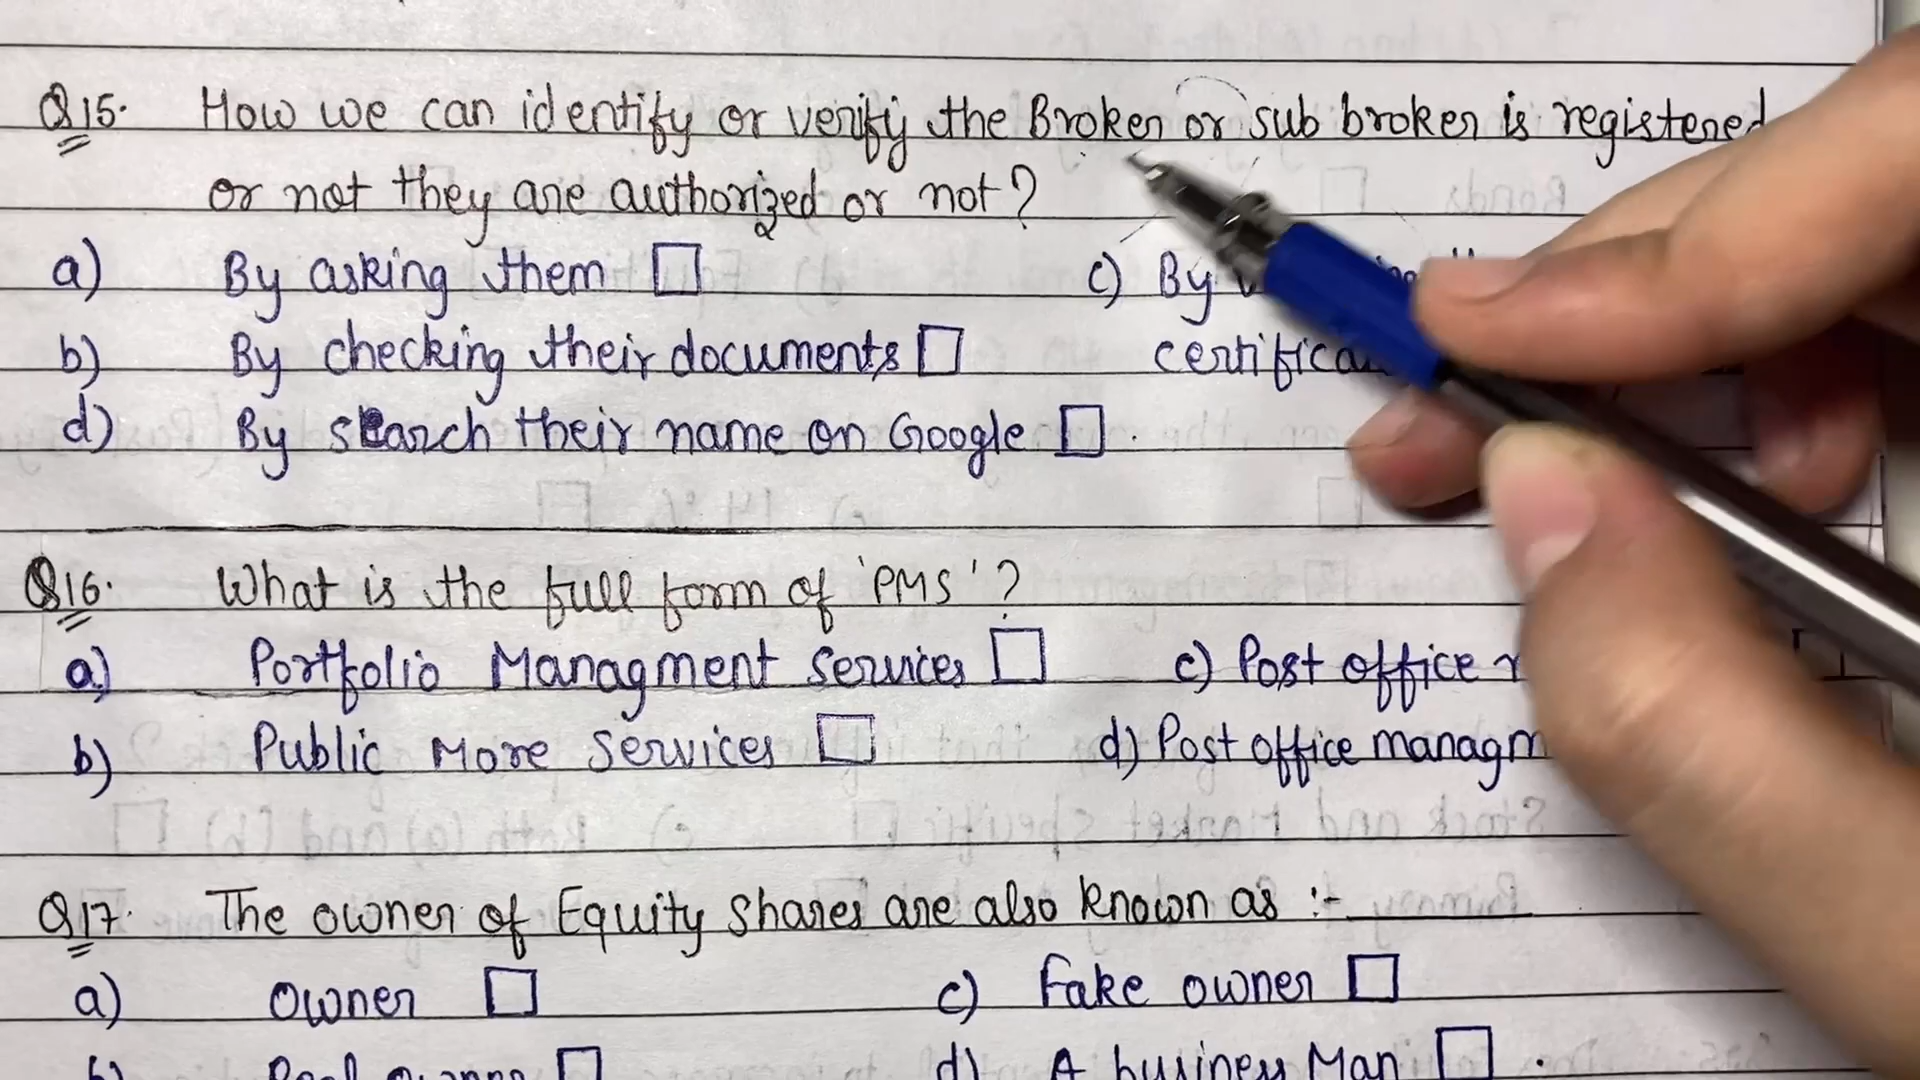 Q15. How we can identify or verify the Broker or sub broker is registered
or not they are authorized or not?
a) By asking them c) By
b) By checking their documents
d) By search their name on Google
Q16. What is the full form of 'PMS'?
a) Portfolio Managment Services c) Post office
b) Public More Services d) Post office
Q17. The owner of Equity shares are also known as :-
a) Owner c) Fake owner
b) Real owner d) A business Man